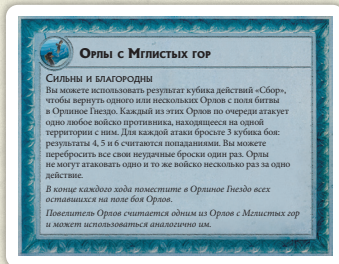 Орлы с Мглистых гор
Сильны и благородны
Вы можете использовать результат кубика действий «Сбор»,
чтобы вернуть одного или нескольких Орлов с поля битвы
в Орлиное Гнездо. Каждый из этих Орлов по очереди атакует
одно любое войско противника, находящееся на одной
территории с ним. Для каждой атаки бросьте 3 кубика боя:
результаты 4, 5 и 6 считаются попаданиями. Вы можете
перебросить все свои неудачные броски один раз. Орлы
не могут атаковать одно и то же войско несколько раз за одно
действие.
В конце каждого хода поместите в Орлиное Гнездо всех
оставшихся на поле боя Орлов.
Повелитель Орлов считается одним из Орлов с Мглистых гор
и может использоваться аналогично им.